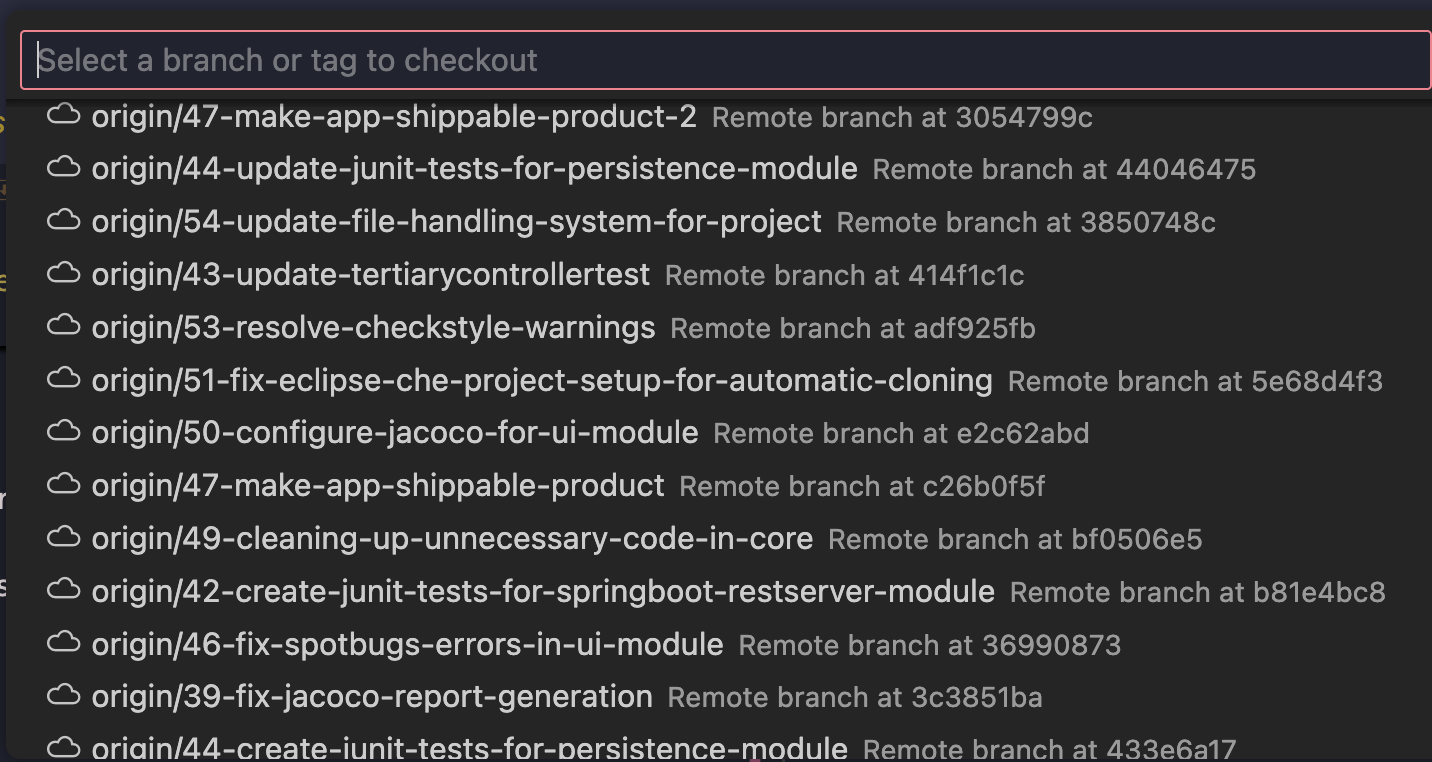 Select a branch or tag to checkout
origin/47-make-app-shippable-product-2 Remote branch at 3054799c
origin/44-update-junit-tests-for-persistence-module Remote branch at 44046475
origin/54-update-file-handling-system-for-project Remote branch at 3850748c
origin/43-update-tertiarycontrollertest Remote branch at 414f1c1c
origin/53-resolve-checkstyle-warnings Remote branch at adf925fb
origin/51-fix-eclipse-che-project-setup-for-automatic-cloning Remote branch at 5e68d4f3
origin/50-configure-jacoco-for-ui-module Remote branch at e2c62abd
origin/47-make-app-shippable-product Remote branch at c26b0f5f
origin/49-cleaning-up-unnecessary-code-in-core Remote branch at bf0506e5
origin/42-create-junit-tests-for-springboot-restserver-module Remote branch at b81e4bc8
origin/46-fix-spotbugs-errors-in-ui-module Remote branch at 36990873
origin/39-fix-jacoco-report-generation Remote branch at 3c3851ba
origin/44-create-junit-tests-for-persistence-module Remote branch at 433e6a17